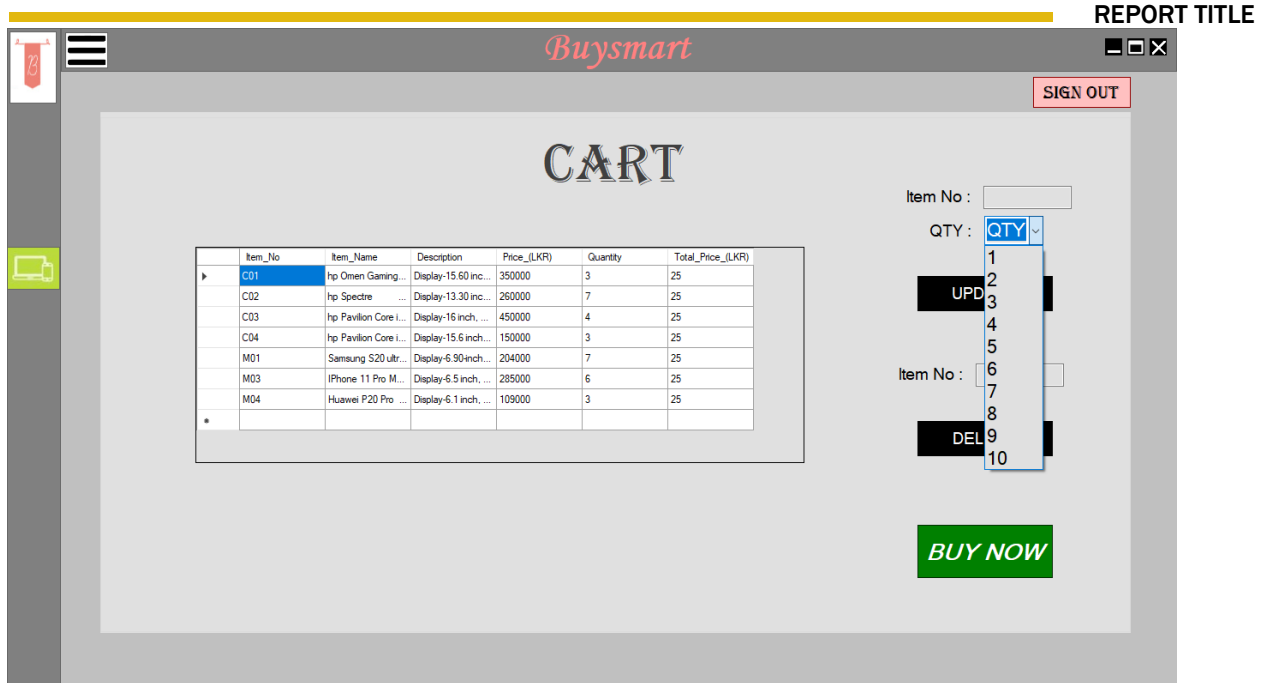 REPORT TITLE
Buysmart
B
SIGN OUT
CART
Item No :
QTY : QTY
1
2
3
4
5
6
7
8
9
10
Item_No Item_Name Description Price_(LKR) Quantity Total_Price_(LKR)
C01 hp Omen Gaming... Display-15.60 inc... 350000 3 25
C02 hp Spectre ... Display-13.30 inc... 260000 7 25
C03 hp Pavilion Core i... Display-16 inch, ... 450000 4 25
C04 hp Pavilion Core i... Display-15.6 inch... 150000 3 25
M01 Samsung S20 ultr... Display-6.90-inch... 204000 7 25
M03 IPhone 11 Pro M... Display-6.5 inch, ... 285000 6 25
M04 Huawei P20 Pro ... Display-6.1 inch, ... 109000 3 25
UPD
Item No :
DEL
BUY NOW